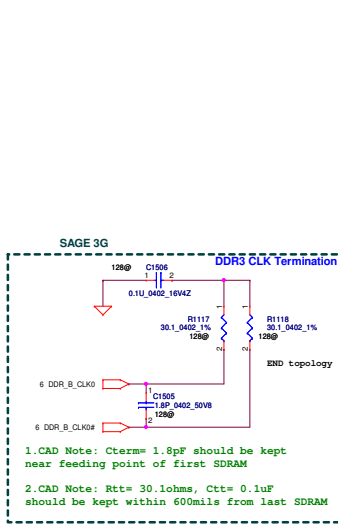 SAGE 3G
DDR3 CLK Termination
128@ C1506
1 2
0.1U_0402_16V4Z
1 1
R1117 R1118
30.1_0402_1% 30.1_0402_1%
128@ 128@
2 2
END topology
6 DDR_B_CLK0
1
C1505
1.8P_0402_50V8
128@
2
6 DDR_B_CLK0#
1.CAD Note: Cterm= 1.8pF should be kept
near feeding point of first SDRAM
2.CAD Note: Rtt= 30.1ohms, Ctt= 0.1uF
should be kept within 600mils from last SDRAM